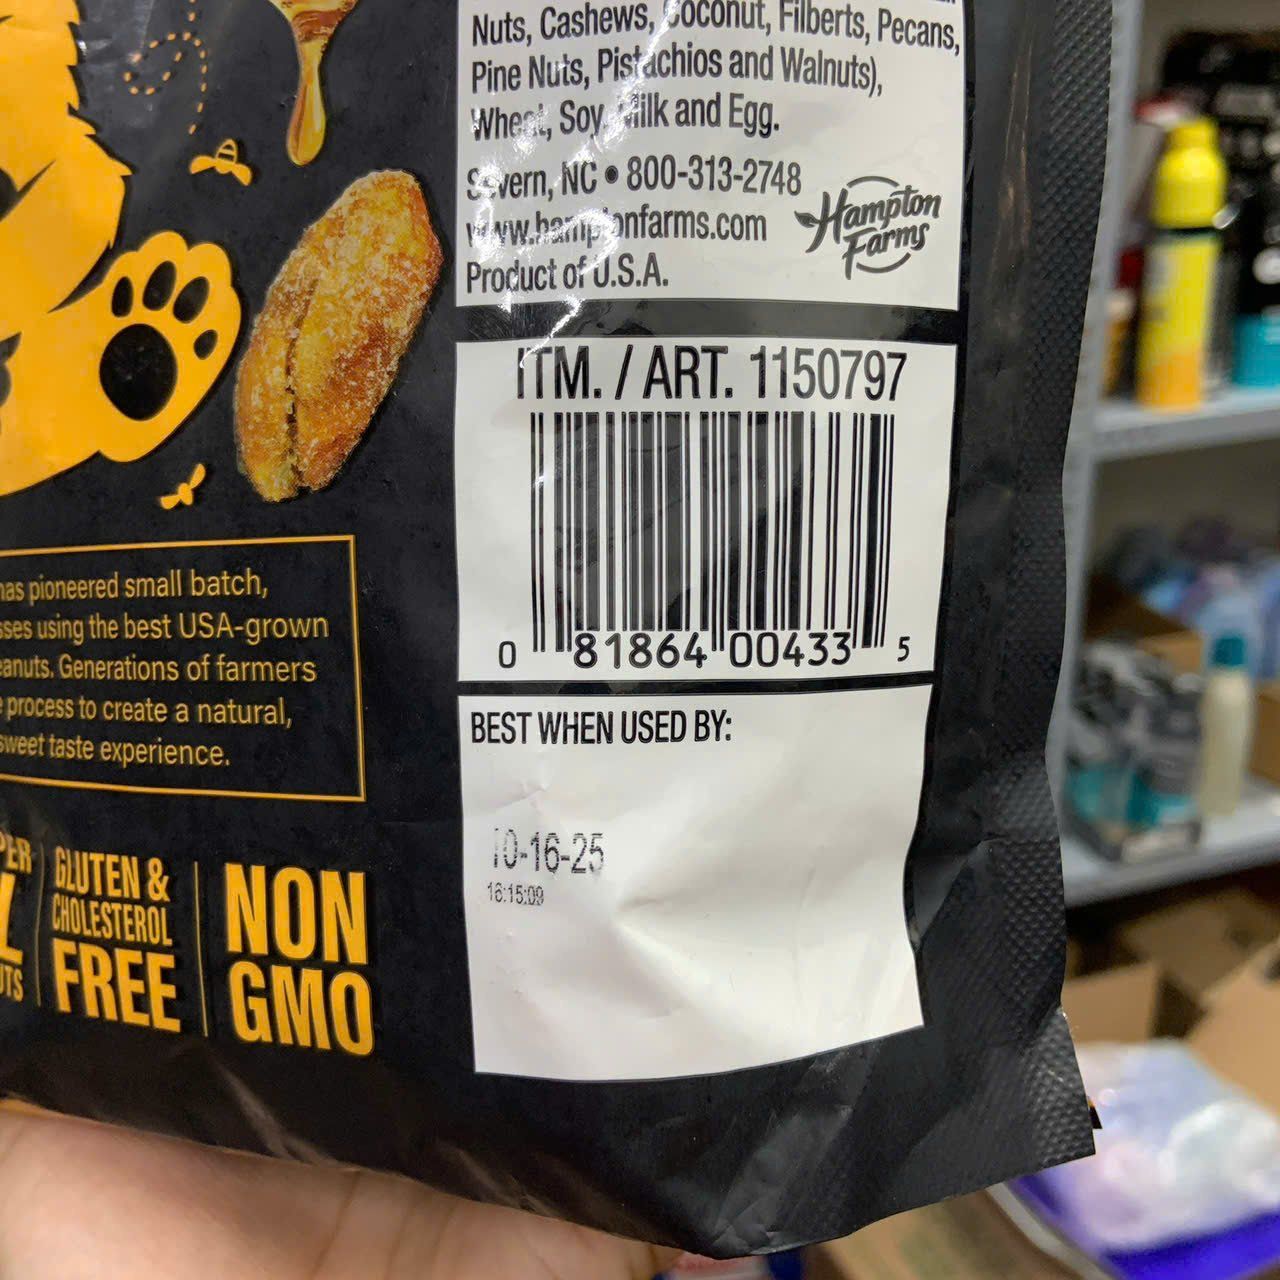 Nuts, Cashews, Coconut, Filberts, Pecans,
Pine Nuts, Pistachios and Walnuts),
Wheat, Soy, Milk and Egg.
Severn, NC • 800-313-2748
www.hamptonfarms.com
Product of U.S.A.
Hampton
Farms
ITM. / ART. 1150797
0 81864 00433 5
has pioneered small batch,
using the best USA-grown
Generations of farmers
process to create a natural,
sweet taste experience.
GLUTEN &
CHOLESTEROL
FREE
NON
GMO
BEST WHEN USED BY:
10-16-25
16:15:09